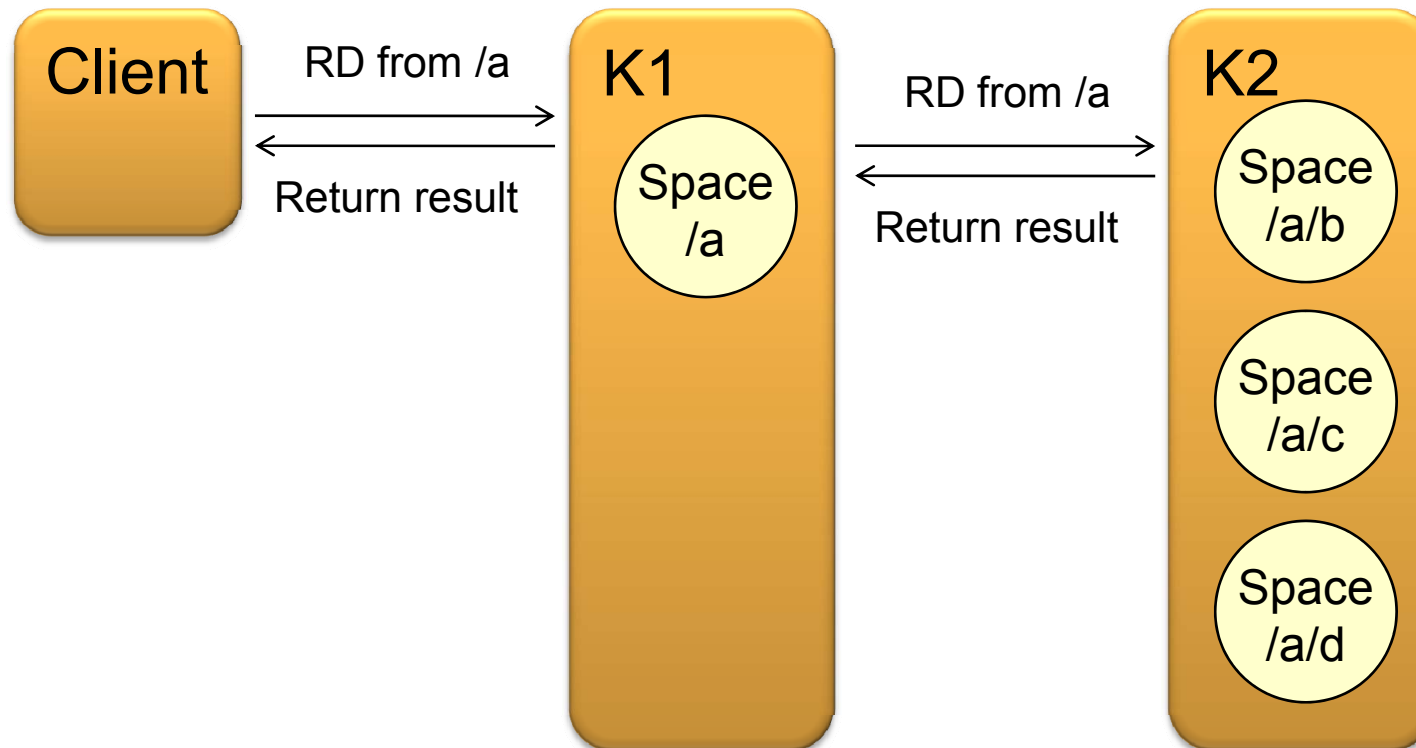 Client
RD from /a
Return result
K1
Space
/a
RD from /a
Return result
K2
Space
/a/b
Space
/a/c
Space
/a/d